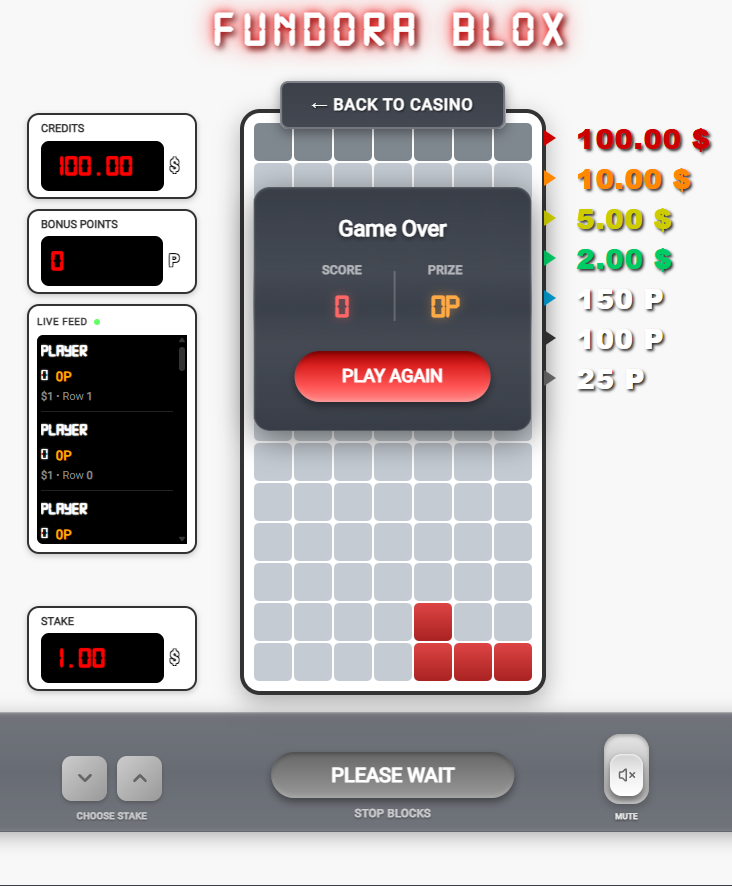 FUNDORA BLOX
← BACK TO CASINO
CREDITS
100.00 $
BONUS POINTS
0 P
LIVE FEED
PLAYER
0 0P
$1 · Row 1
PLAYER
0 0P
$1 · Row 0
PLAYER
0 0P
STAKE
1.00 $
Game Over
SCORE PRIZE
0 0P
PLAY AGAIN
100.00 $
10.00 $
5.00 $
2.00 $
150 P
100 P
25 P
CHOOSE STAKE
PLEASE WAIT
STOP BLOCKS
MUTE